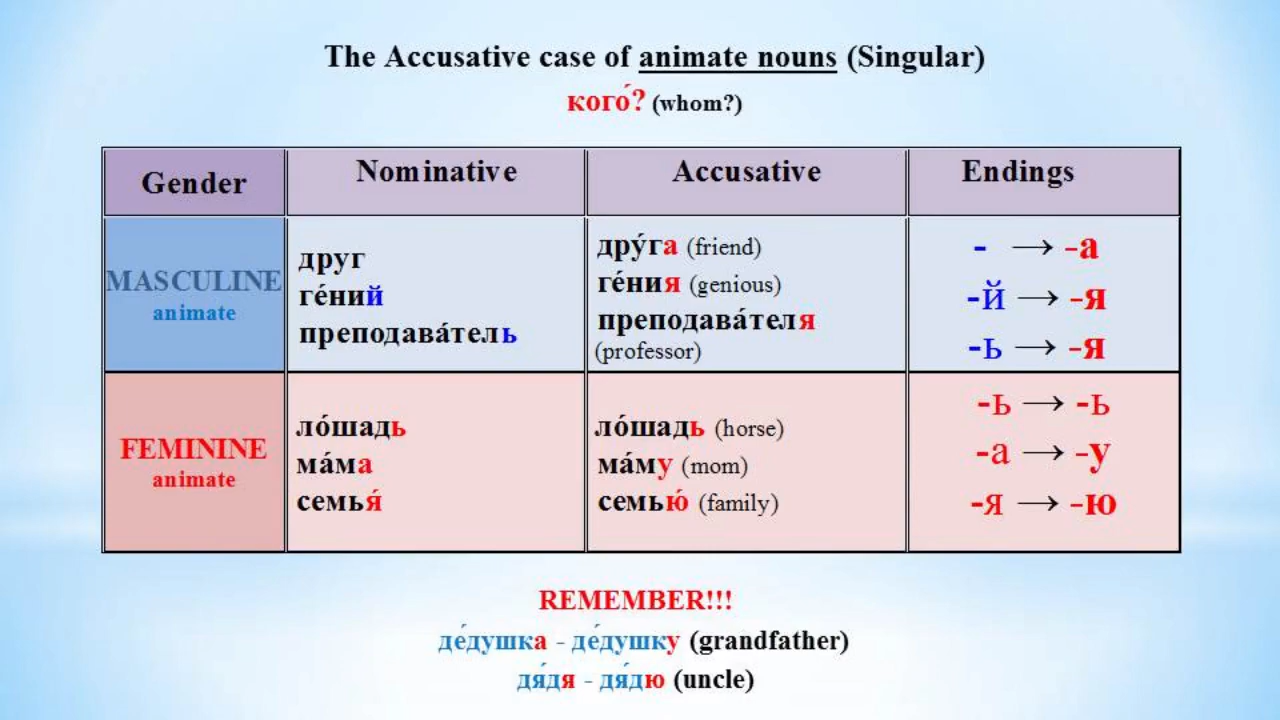 The Accusative case of animate nouns (Singular)
кого́? (whom?)
Gender
Nominative
Accusative
Endings
MASCULINE
animate
друг
ге́ний
преподава́тель
дру́га (friend)
ге́ния (genious)
преподава́теля
(professor)
- → -а
-й → -я
-ь → -я
FEMININE
animate
ло́шадь
ма́ма
семья́
ло́шадь (horse)
ма́му (mom)
семью́ (family)
-ь → -ь
-а → -у
-я → -ю
REMEMBER!!!
де́душка - де́душку (grandfather)
дя́дя - дя́дю (uncle)